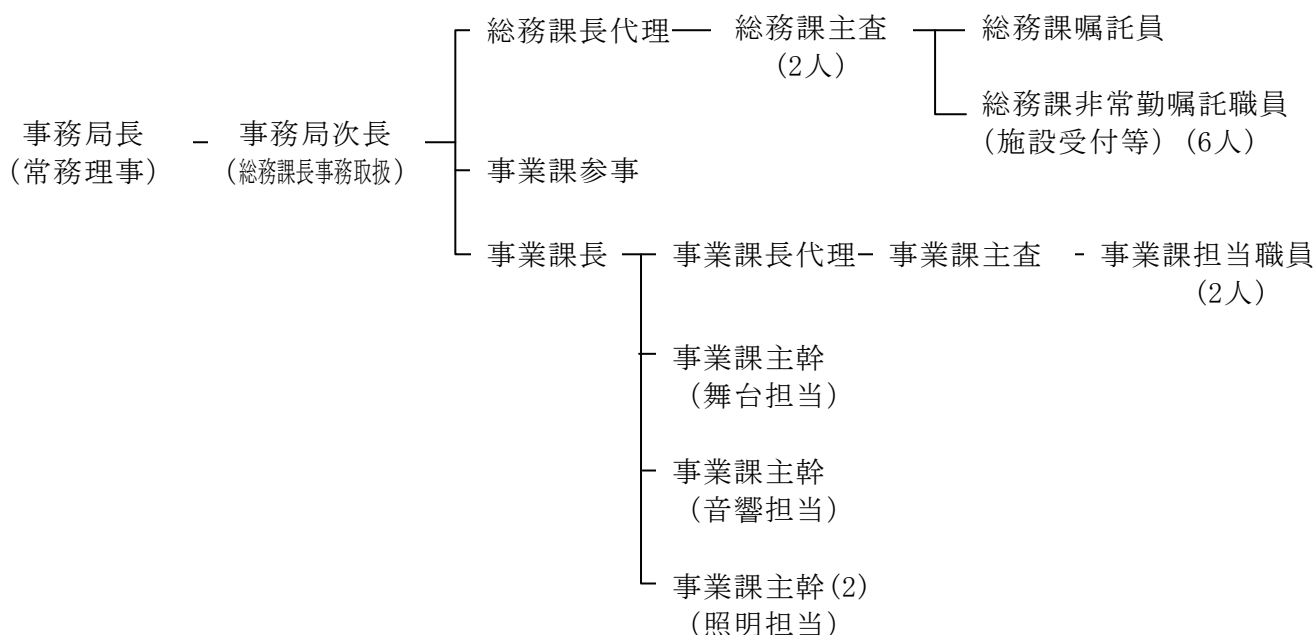 総務課長代理 総務課主査 総務課嘱託員
(2人)
総務課非常勤嘱託職員
(施設受付等) (6人)
事務局長 事務局次長
(常務理事) (総務課長事務取扱)
事業課参事
事業課長 事業課長代理 事業課主査 事業課担当職員
(2人)
事業課主幹
(舞台担当)
事業課主幹
(音響担当)
事業課主幹(2)
(照明担当)